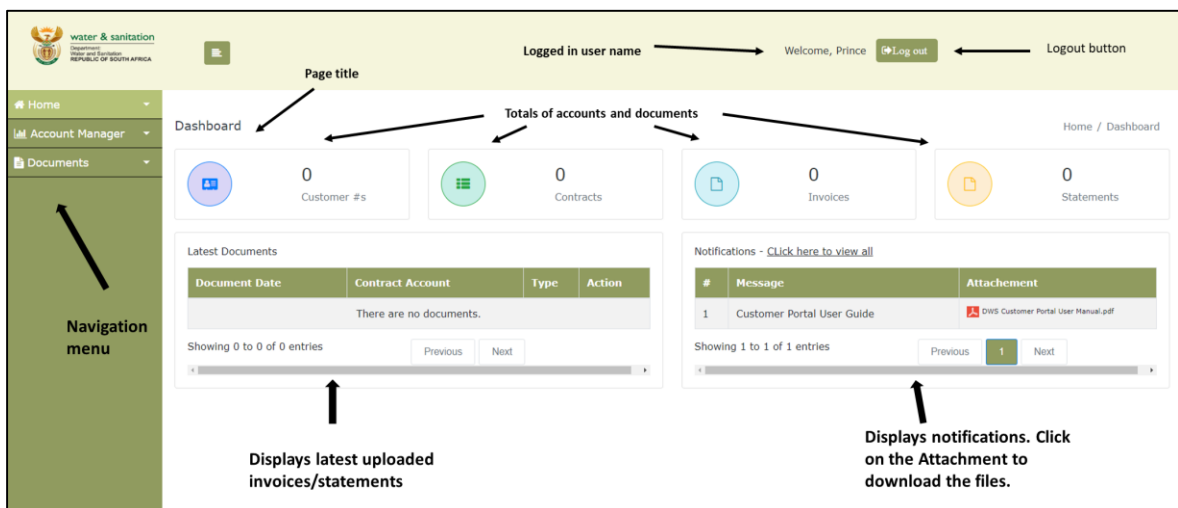 water & sanitation
Department:
Water and Sanitation
REPUBLIC OF SOUTH AFRICA
Logged in user name
Welcome, Prince
Log out
Logout button
Page title
Home
Account Manager
Documents
Dashboard
Totals of accounts and documents
Home / Dashboard
0
Customer #s
0
Contracts
0
Invoices
0
Statements
Latest Documents
Document Date Contract Account Type Action
There are no documents.
Showing 0 to 0 of 0 entries
Previous Next
Notifications - CLick here to view all
# Message Attachement
1 Customer Portal User Guide DWS Customer Portal User Manual.pdf
Showing 1 to 1 of 1 entries
Previous 1 Next
Navigation
menu
Displays latest uploaded
invoices/statements
Displays notifications. Click
on the Attachment to
download the files.